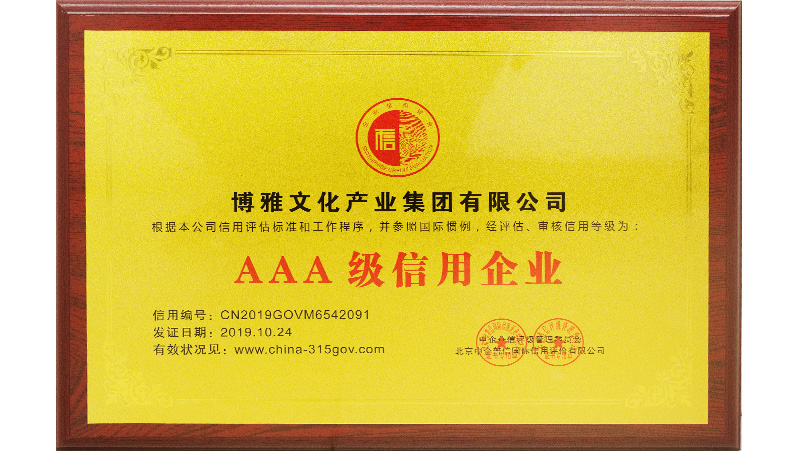 信
博雅文化产业集团有限公司
根据本公司信用评估标准和工作程序，并参照国际惯例，经评估、审核信用等级为：
AAA级信用企业
信用编号：CN2019GOVM6542091
发证日期：2019.10.24
有效状况见：www.china-315gov.com